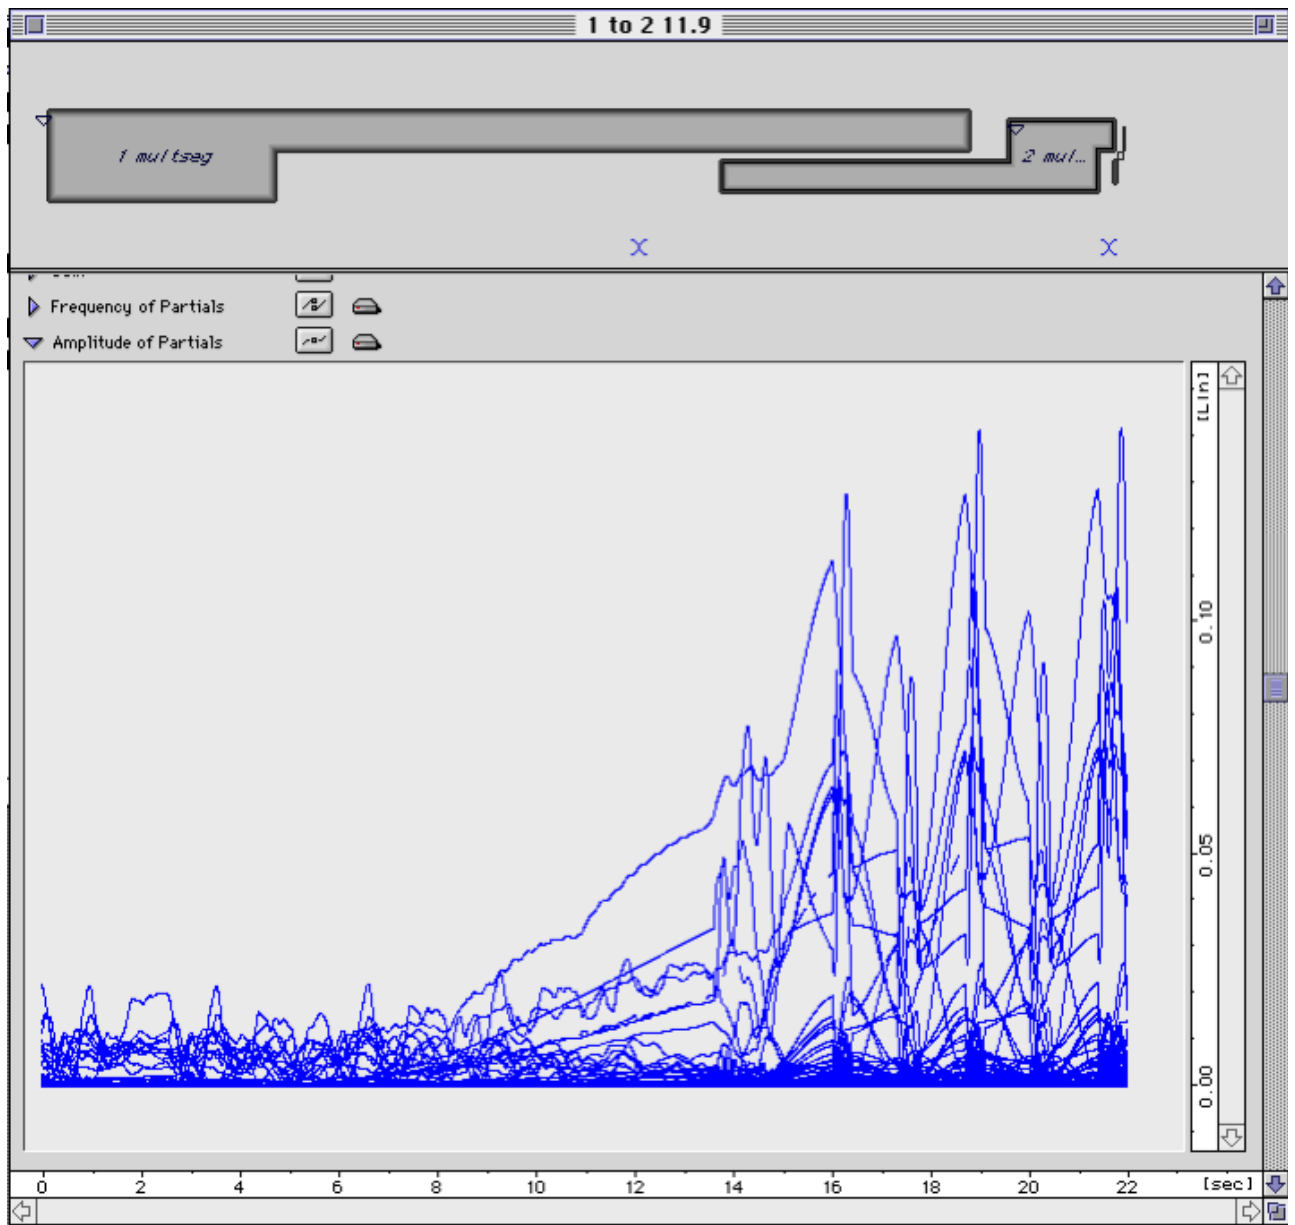 1 to 2 11.9
1 multseg
2 mul...
Frequency of Partials
Amplitude of Partials
[Lin]
0.10
0.05
0.00
0 2 4 6 8 10 12 14 16 18 20 22 [sec]